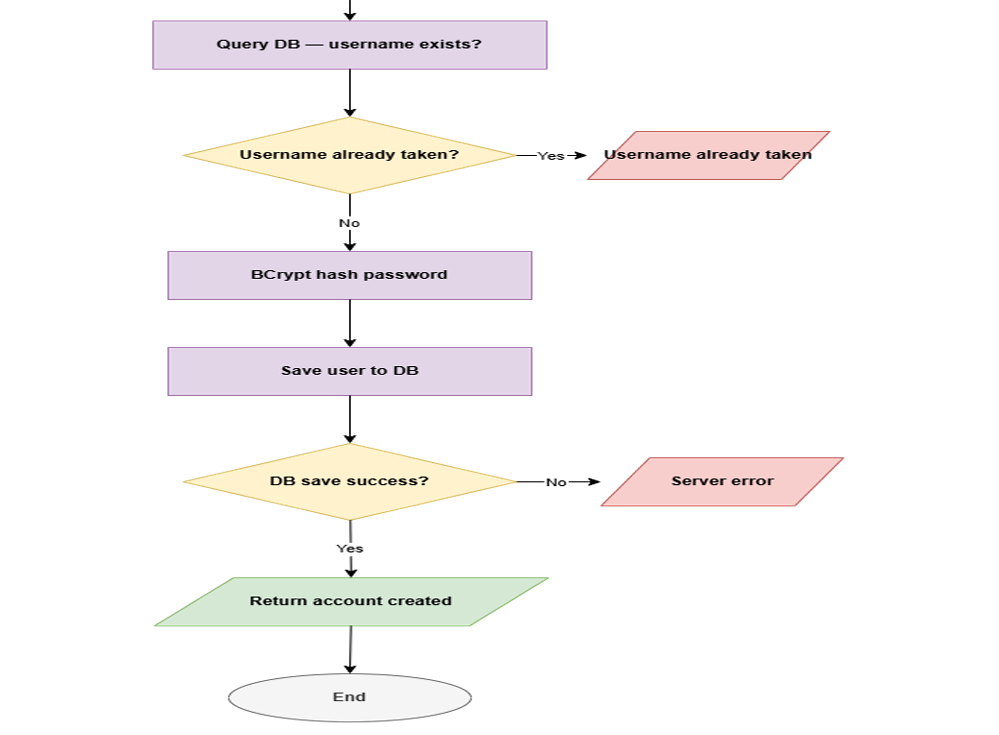 Query DB — username exists?
Username already taken?
Yes
Username already taken
No
BCrypt hash password
Save user to DB
DB save success?
No
Server error
Yes
Return account created
End